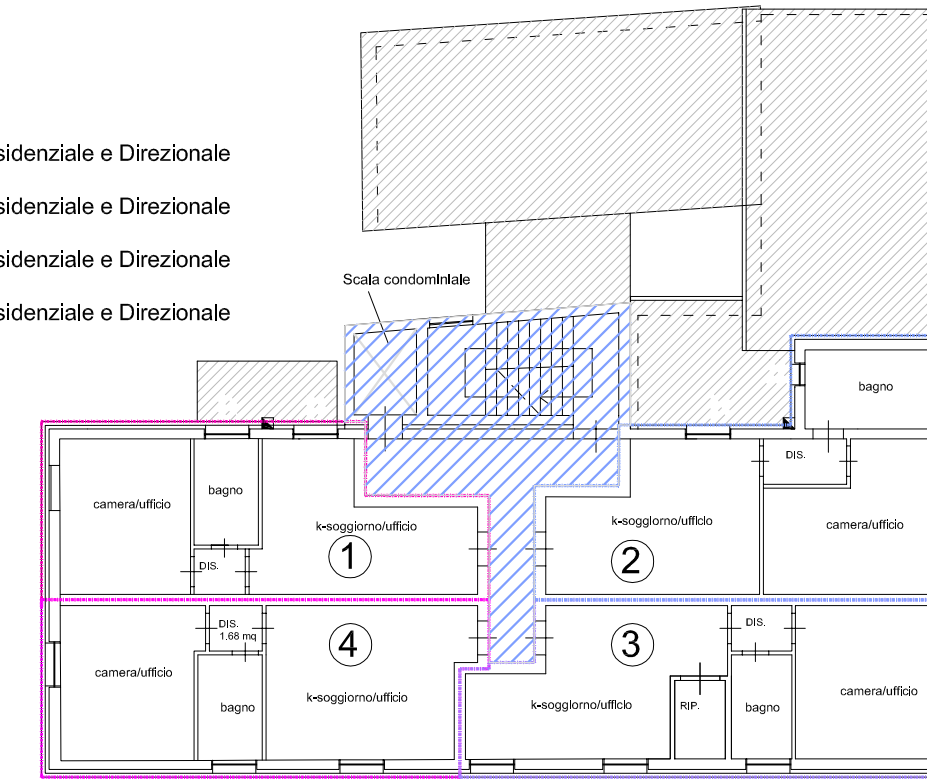 sidenziale e Direzionale
sidenziale e Direzionale
sidenziale e Direzionale
sidenziale e Direzionale
Scala condominiale
bagno
DIS.
camera/ufficio
bagno
k-soggiorno/ufficio
k-soggiorno/ufficio
camera/ufficio
DIS.
1
2
DIS.
1.68 mq
4
3
DIS.
camera/ufficio
k-soggiorno/ufficio
camera/ufficio
bagno
k-soggiorno/ufficio
RIP.
bagno